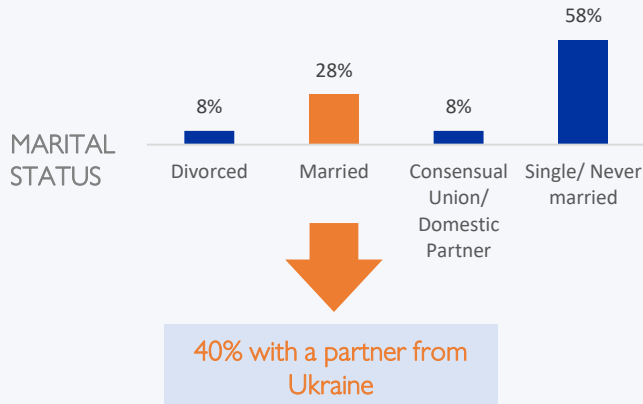 58%
28%
8%
8%
MARITAL
STATUS
Divorced
Married
Consensual
Union/
Domestic
Partner
Single/ Never
married
40% with a partner from
Ukraine